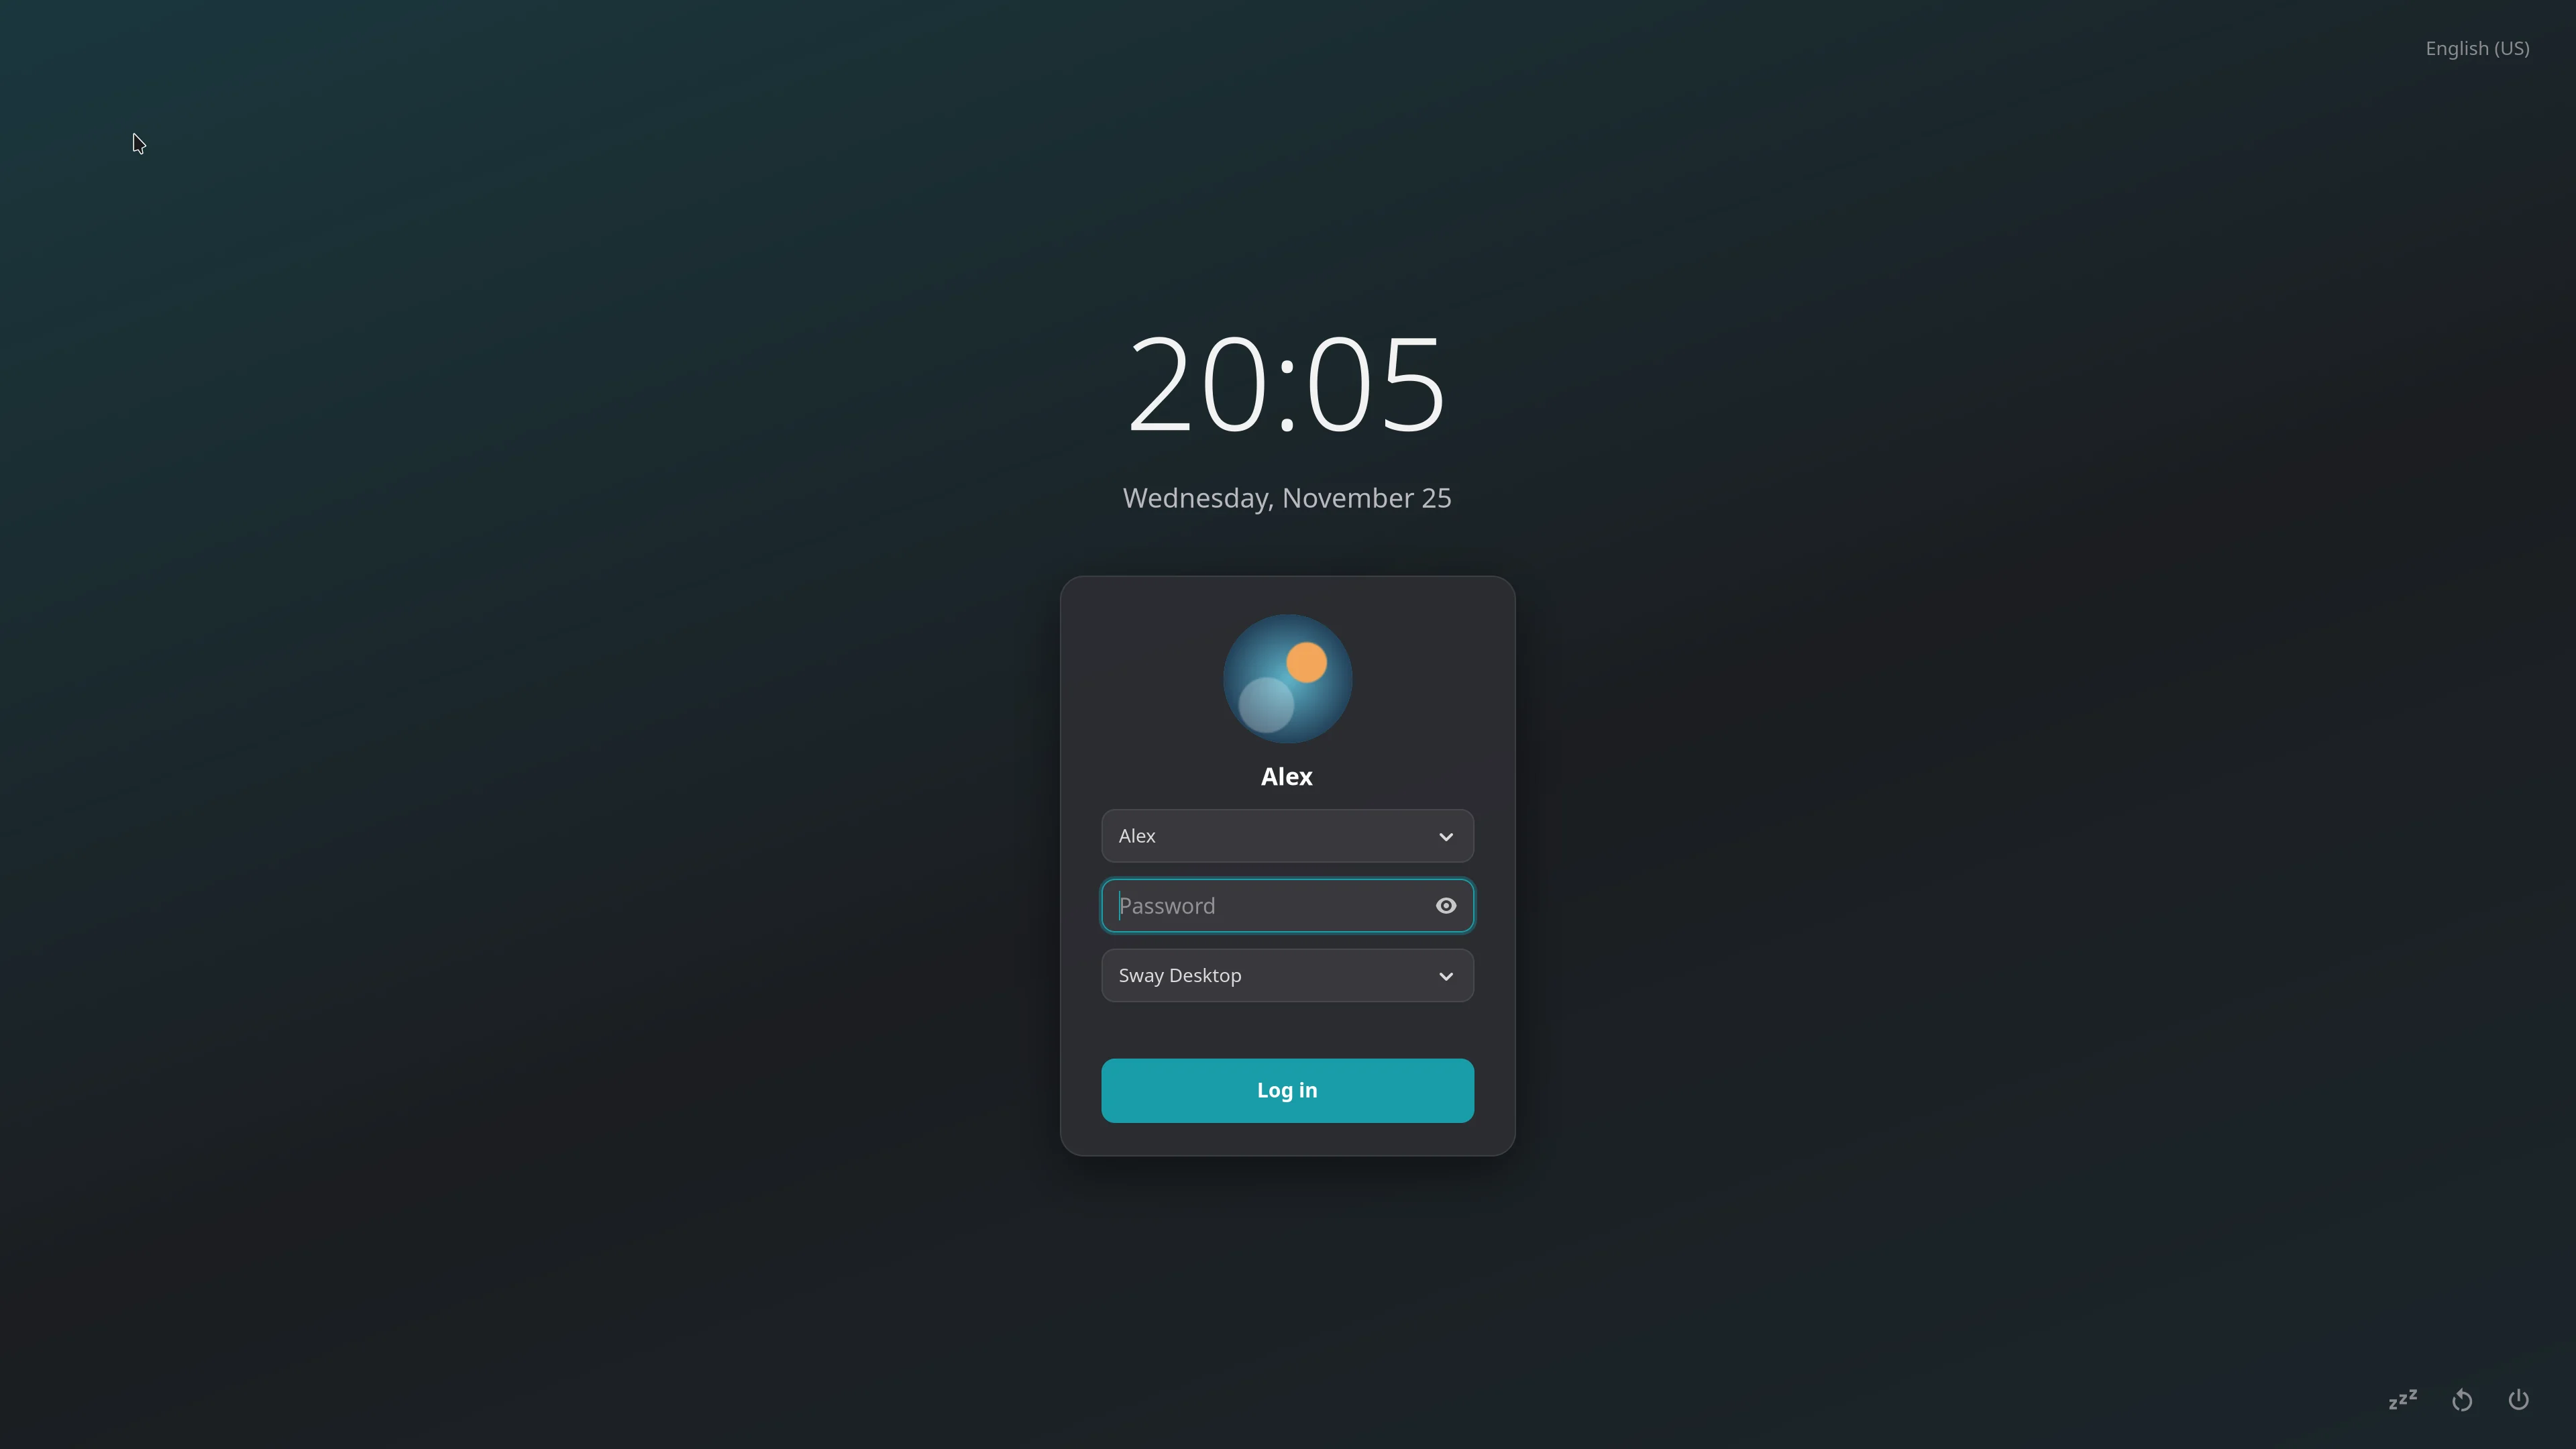 English (US)
20:05
Wednesday, November 25
Alex
Alex
Password
Sway Desktop
Log in
zzz